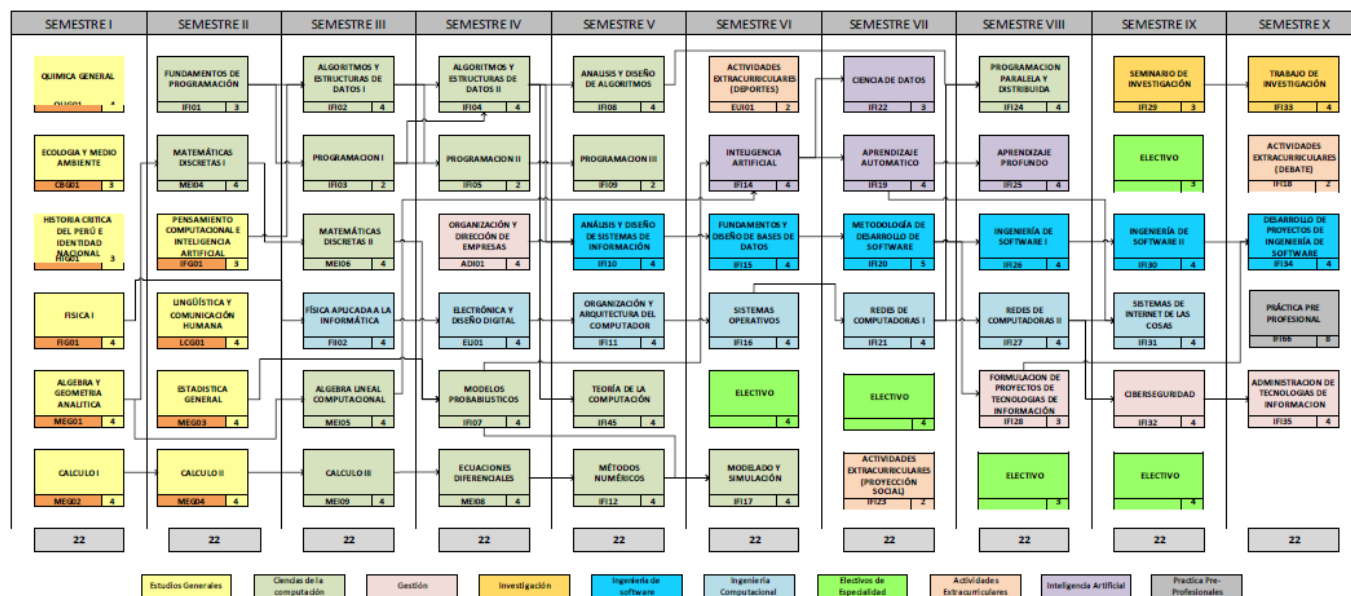 SEMESTRE I
SEMESTRE II
SEMESTRE III
SEMESTRE IV
SEMESTRE V
SEMESTRE VI
SEMESTRE VII
SEMESTRE VIII
SEMESTRE IX
SEMESTRE X
QUIMICA GENERAL
4
ECOLOGIA Y MEDIO
AMBIENTE
CBG01 3
HISTORIA CRITICA
DEL PERÚ E
IDENTIDAD
NACIONAL
HIG01 3
FISICA I
FIG01 4
ALGEBRA Y
GEOMETRIA
ANALITICA
MEG01 4
CALCULO I
MEG02 4
22
FUNDAMENTOS DE
PROGRAMACIÓN
IFI01 3
MATEMÁTICAS
DISCRETAS I
MEI04 4
PENSAMIENTO
COMPUTACIONAL E
INTELIGENCIA
ARTIFICIAL
IFG01 3
LINGÜÍSTICA Y
COMUNICACIÓN
HUMANA
LCG01 4
ESTADISTICA
GENERAL
MEG03 4
CALCULO II
MEG04 4
22
ALGORITMOS Y
ESTRUCTURAS DE
DATOS I
IFI02 4
PROGRAMACION I
IFI03 2
MATEMÁTICAS
DISCRETAS II
MEI06 4
FÍSICA APLICADA A LA
INFORMÁTICA
FII02 4
ALGEBRA LINEAL
COMPUTACIONAL
MEI05 4
CALCULO III
MEI09 4
22
ALGORITMOS Y
ESTRUCTURAS DE
DATOS II
IFI04 4
PROGRAMACION II
IFI05 2
ORGANIZACIÓN Y
DIRECCIÓN DE
EMPRESAS
ADI01 4
ELECTRÓNICA Y
DISEÑO DIGITAL
ELI01 4
MODELOS
PROBABILISTICOS
IFI07 4
ECUACIONES
DIFERENCIALES
MEI08 4
22
ANALISIS Y DISEÑO
DE ALGORITMOS
IFI08 4
PROGRAMACION III
IFI09 2
ANÁLISIS Y DISEÑO
DE SISTEMAS DE
INFORMACIÓN
IFI10 4
ORGANIZACIÓN Y
ARQUITECTURA DEL
COMPUTADOR
IFI11 4
TEORÍA DE LA
COMPUTACIÓN
IFI45 4
MÉTODOS
NUMÉRICOS
IFI12 4
22
ACTIVIDADES
EXTRACURRICULARES
(DEPORTES)
EUI01 2
INTELIGENCIA
ARTIFICIAL
IFI14 4
FUNDAMENTOS Y
DISEÑO DE BASES DE
DATOS
IFI15 4
SISTEMAS
OPERATIVOS
IFI16 4
ELECTIVO
4
MODELADO Y
SIMULACIÓN
IFI17 4
22
CIENCIA DE DATOS
IFI22 3
APRENDIZAJE
AUTOMATICO
IFI19 4
METODOLOGÍA DE
DESARROLLO DE
SOFTWARE
IFI20 5
REDES DE
COMPUTADORAS I
IFI21 4
ELECTIVO
4
ACTIVIDADES
EXTRACURRICULARES
(PROYECCIÓN
SOCIAL)
IFI23 2
22
PROGRAMACION
PARALELA Y
DISTRIBUIDA
IFI24 4
APRENDIZAJE
PROFUNDO
IFI25 4
INGENIERÍA DE
SOFTWARE I
IFI26 4
REDES DE
COMPUTADORAS II
IFI27 4
FORMULACION DE
PROYECTOS DE
TECNOLOGIAS DE
INFORMACIÓN
IFI28 3
ELECTIVO
3
22
SEMINARIO DE
INVESTIGACIÓN
IFI29 3
ELECTIVO
3
INGENIERÍA DE
SOFTWARE II
IFI30 4
SISTEMAS DE
INTERNET DE LAS
COSAS
IFI31 4
CIBERSEGURIDAD
IFI32 4
ELECTIVO
4
22
TRABAJO DE
INVESTIGACIÓN
IFI33 4
ACTIVIDADES
EXTRACURRICULARES
(DEBATE)
IFI18 2
DESARROLLO DE
PROYECTOS DE
INGENIERÍA DE
SOFTWARE
IFI34 4
PRÁCTICA PRE
PROFESIONAL
IFI66 8
ADMINISTRACION DE
TECNOLOGIAS DE
INFORMACION
IFI35 4
22
Estudios Generales
Ciencias de la
computación
Gestión
Investigación
Ingeniería de
software
Ingeniería
Computacional
Electivos de
Especialidad
Actividades
Extracurriculares
Inteligencia Artificial
Practica Pre-
Profesionales